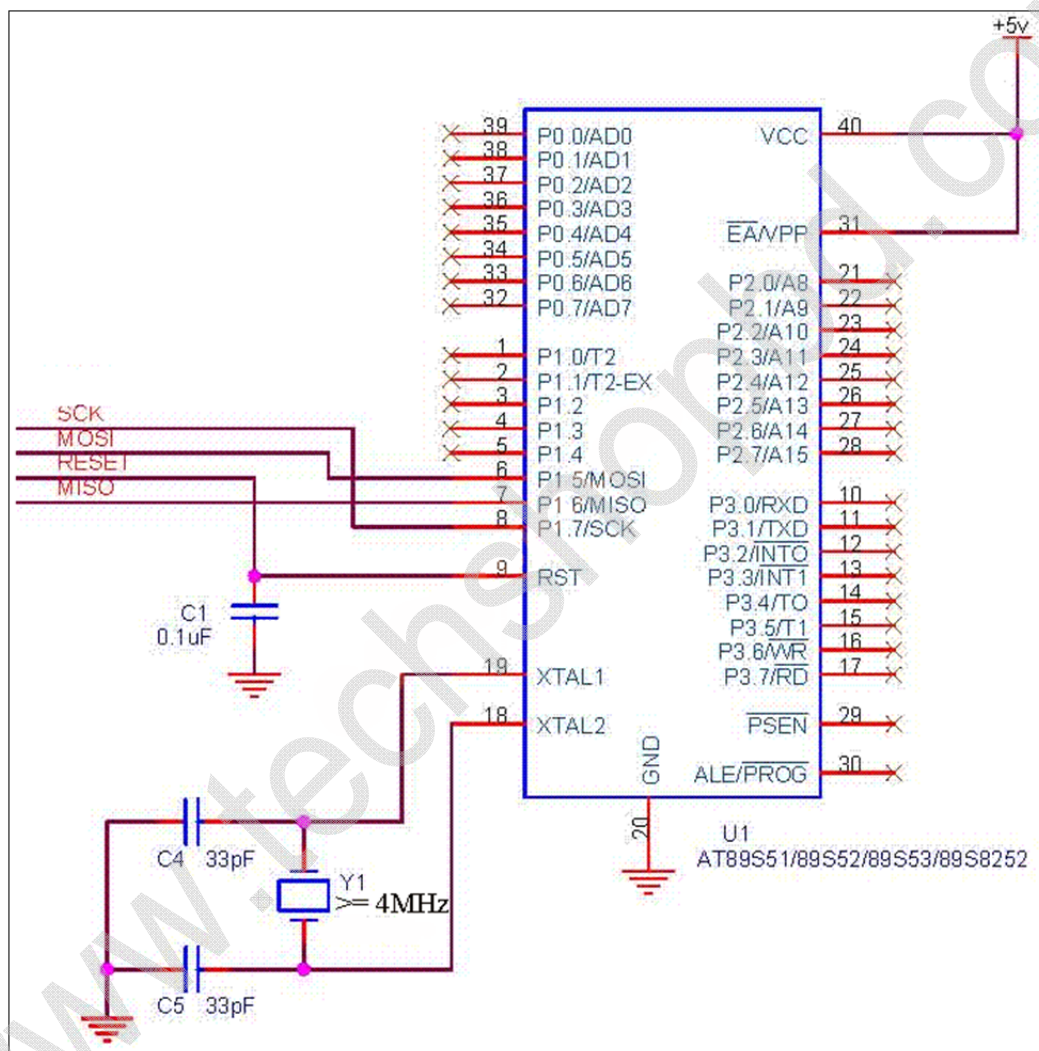 +5v
39 P0.0/AD0
38 P0.1/AD1
37 P0.2/AD2
36 P0.3/AD3
35 P0.4/AD4
34 P0.5/AD5
33 P0.6/AD6
32 P0.7/AD7
1 P1.0/T2
2 P1.1/T2-EX
3 P1.2
4 P1.3
5 P1.4
6 P1 5/MOSI
7 P1 6/MISO
8 P1.7/SCK
9 RST
19 XTAL1
18 XTAL2
VCC 40
EA/VPP 31
P2.0/A8 21
P2.1/A9 22
P2.2/A10 23
P2.3/A11 24
P2.4/A12 25
P2.5/A13 26
P2.6/A14 27
P2.7/A15 28
P3.0/RXD 10
P3.1/TXD 11
P3.2/INTO 12
P3.3/INT1 13
P3.4/TO 14
P3.5/T1 15
P3.6/WR 16
P3.7/RD 17
PSEN 29
ALE/PROG 30
GND
20
U1
AT89S51/89S52/89S53/89S8252
SCK
MOSI
RESET
MISO
C1
0.1uF
C4 33pF
Y1
>= 4MHz
C5 33pF
www.techshopbd.co